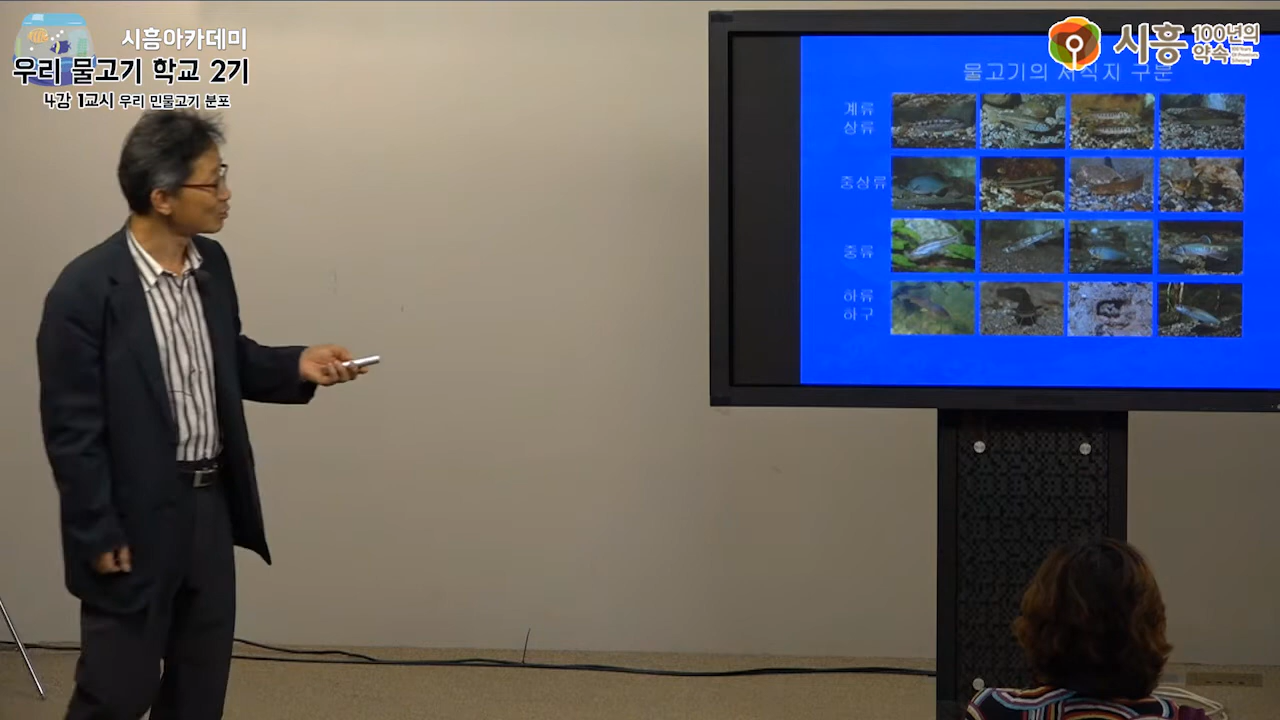 시흥아카데미
우리 물고기 학교 2기
4강 1교시 우리 민물고기 분포
시흥
100년의
약속
물고기의 서식지 구분
계류
상류
중상류
중류
하류
하구